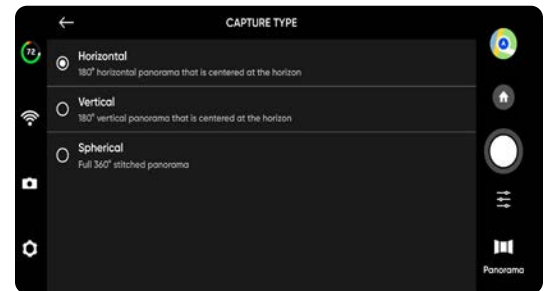 CAPTURE TYPE
72
Horizontal
180° horizontal panorama that is centered at the horizon
Vertical
180° vertical panorama that is centered at the horizon
Spherical
Full 360° stitched panorama
Panorama